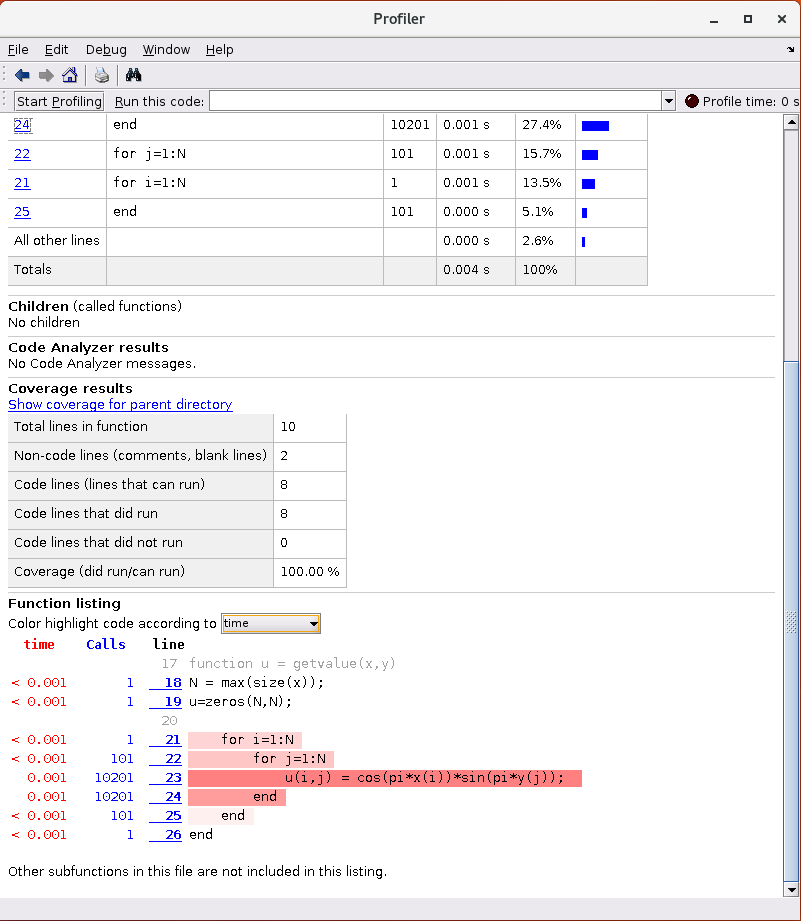 Profiler
File Edit Debug Window Help
Start Profiling Run this code: Profile time: 0 s
24 end 10201 0.001 s 27.4%
22 for j=1:N 101 0.001 s 15.7%
21 for i=1:N 1 0.001 s 13.5%
25 end 101 0.000 s 5.1%
All other lines 0.000 s 2.6%
Totals 0.004 s 100%
Children (called functions)
No children
Code Analyzer results
No Code Analyzer messages.
Coverage results
Show coverage for parent directory
Total lines in function 10
Non-code lines (comments, blank lines) 2
Code lines (lines that can run) 8
Code lines that did run 8
Code lines that did not run 0
Coverage (did run/can run) 100.00 %
Function listing
Color highlight code according to time
time Calls line
17 function u = getvalue(x,y)
< 0.001 1 18 N = max(size(x));
< 0.001 1 19 u=zeros(N,N);
20
< 0.001 1 21 for i=1:N
< 0.001 101 22 for j=1:N
0.001 10201 23 u(i,j) = cos(pi*x(i))*sin(pi*y(j));
0.001 10201 24 end
< 0.001 101 25 end
< 0.001 1 26 end
Other subfunctions in this file are not included in this listing.